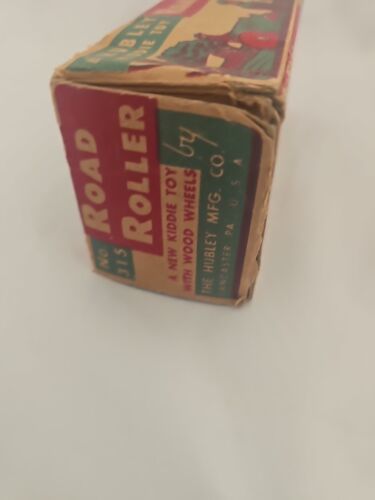 HUBLEY
KIDDIE TOY
No.
315
ROAD
ROLLER
A NEW KIDDIE TOY
WITH WOOD WHEELS
by
THE HUBLEY MFG. CO.
LANCASTER, PA. U. S. A.